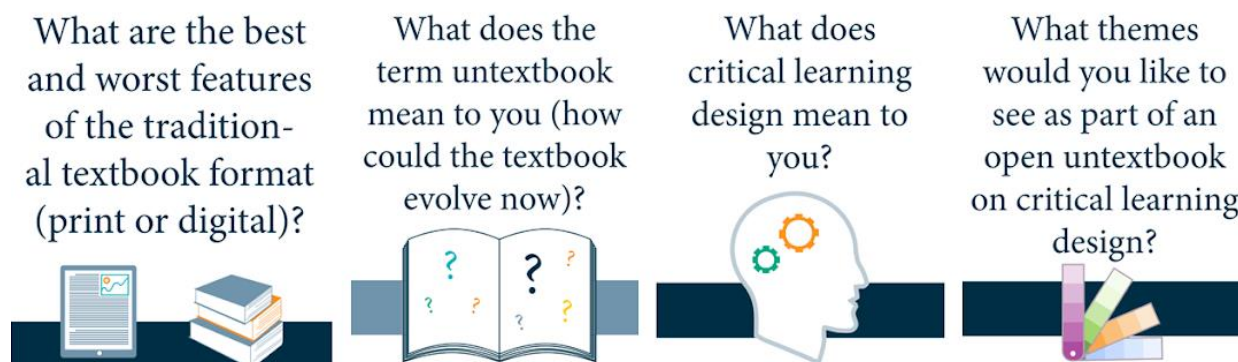 What are the best
and worst features
of the tradition-
al textbook format
(print or digital)?
What does the
term untextbook
mean to you (how
could the textbook
evolve now)?
What does
critical learning
design mean to
you?
What themes
would you like to
see as part of an
open untextbook
on critical learning
design?